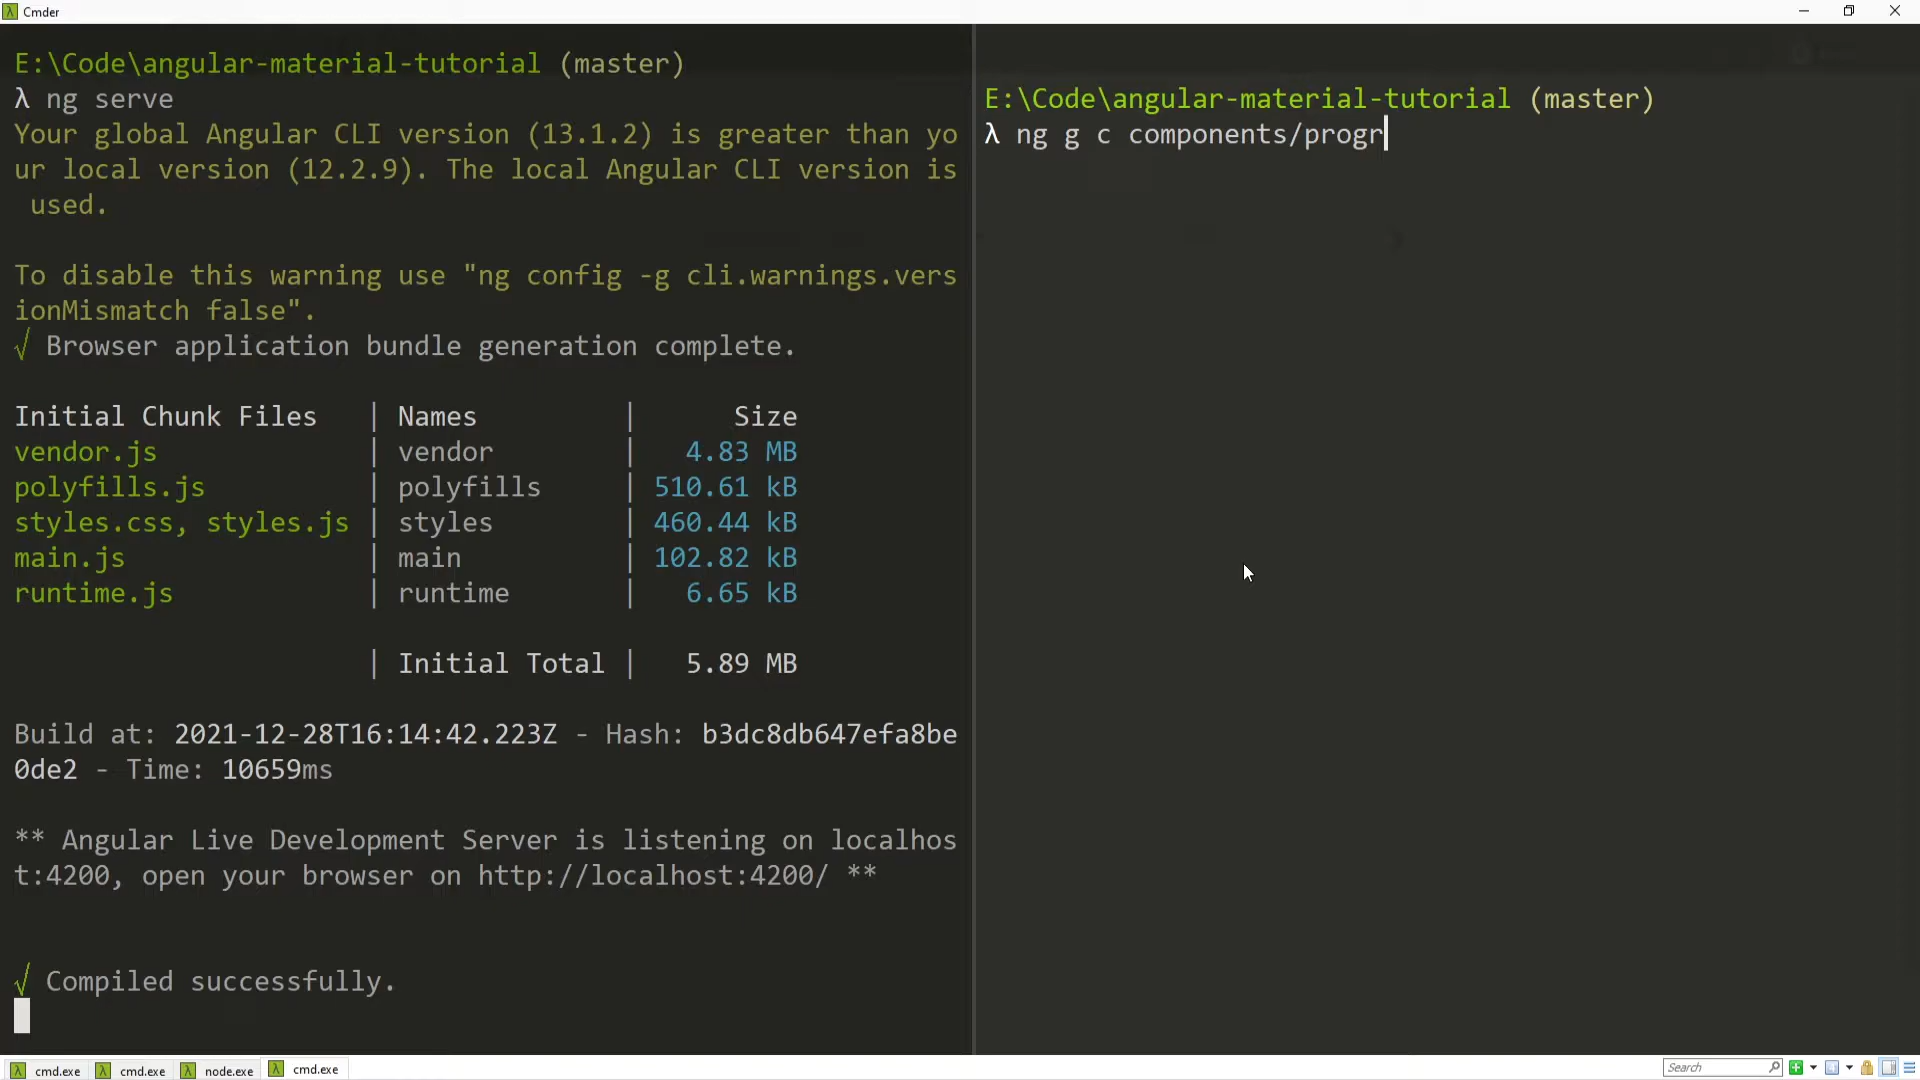 Cmder
E:\Code\angular-material-tutorial (master)
λ ng serve
Your global Angular CLI version (13.1.2) is greater than yo
ur local version (12.2.9). The local Angular CLI version is
 used.
To disable this warning use "ng config -g cli.warnings.vers
ionMismatch false".
√ Browser application bundle generation complete.
Initial Chunk Files | Names | Size
vendor.js | vendor | 4.83 MB
polyfills.js | polyfills | 510.61 kB
styles.css, styles.js | styles | 460.44 kB
main.js | main | 102.82 kB
runtime.js | runtime | 6.65 kB
| Initial Total | 5.89 MB
Build at: 2021-12-28T16:14:42.223Z - Hash: b3dc8db647efa8be
0de2 - Time: 10659ms
** Angular Live Development Server is listening on localhos
t:4200, open your browser on http://localhost:4200/ **
√ Compiled successfully.
E:\Code\angular-material-tutorial (master)
λ ng g c components/progr
cmd.exe cmd.exe node.exe cmd.exe Search